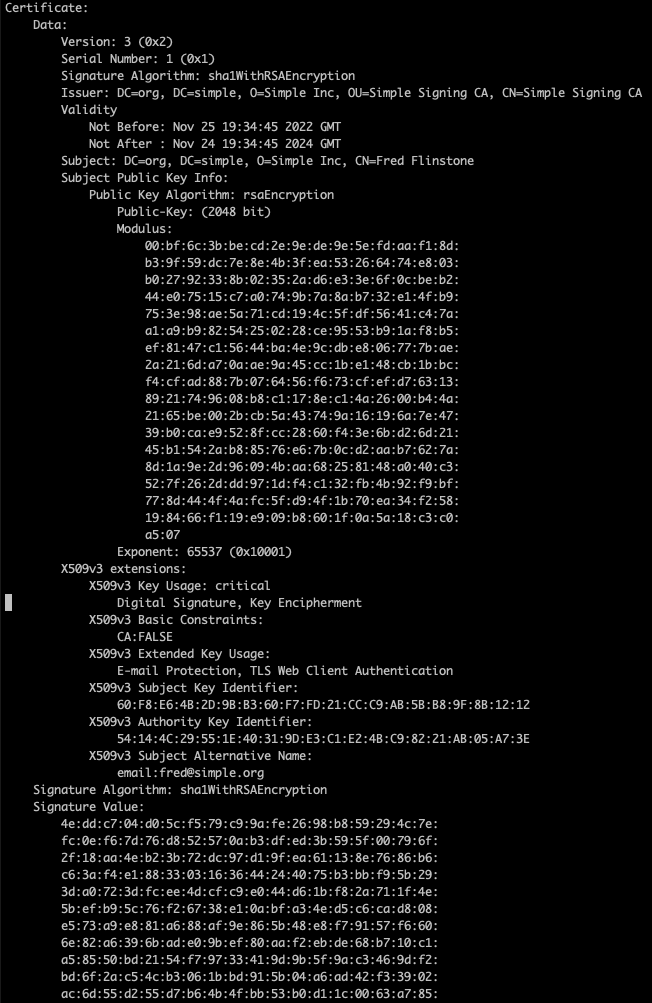 Certificate:
Data:
Version: 3 (0x2)
Serial Number: 1 (0x1)
Signature Algorithm: sha1WithRSAEncryption
Issuer: DC=org, DC=simple, O=Simple Inc, OU=Simple Signing CA, CN=Simple Signing CA
Validity
Not Before: Nov 25 19:34:45 2022 GMT
Not After : Nov 24 19:34:45 2024 GMT
Subject: DC=org, DC=simple, O=Simple Inc, CN=Fred Flinstone
Subject Public Key Info:
Public Key Algorithm: rsaEncryption
Public-Key: (2048 bit)
Modulus:
00:bf:6c:3b:be:cd:2e:9e:de:9e:5e:fd:aa:f1:8d:
b3:9f:59:dc:7e:8e:4b:3f:ea:53:26:64:74:e8:03:
b0:27:92:33:8b:02:35:2a:d6:e3:3e:6f:0c:be:b2:
44:e0:75:15:c7:a0:74:9b:7a:8a:b7:32:e1:4f:b9:
75:3e:98:ae:5a:71:cd:19:4c:5f:df:56:41:c4:7a:
a1:a9:b9:82:54:25:02:28:ce:95:53:b9:1a:f8:b5:
ef:81:47:c1:56:44:ba:4e:9c:db:e8:06:77:7b:ae:
2a:21:6d:a7:0a:ae:9a:45:cc:1b:e1:48:cb:1b:bc:
f4:cf:ad:88:7b:07:64:56:f6:73:cf:ef:d7:63:13:
89:21:74:96:08:b8:c1:17:8e:c1:4a:26:00:b4:4a:
21:65:be:00:2b:cb:5a:43:74:9a:16:19:6a:7e:47:
39:b0:ca:e9:52:8f:cc:28:60:f4:3e:6b:d2:6d:21:
45:b1:54:2a:b8:85:76:e6:7b:0c:d2:aa:b7:62:7a:
8d:1a:9e:2d:96:09:4b:aa:68:25:81:48:a0:40:c3:
52:7f:26:2d:dd:97:1d:f4:c1:32:fb:4b:92:f9:bf:
77:8d:44:4f:4a:fc:5f:d9:4f:1b:70:ea:34:f2:58:
19:84:66:f1:19:e9:09:b8:60:1f:0a:5a:18:c3:c0:
a5:07
Exponent: 65537 (0x10001)
X509v3 extensions:
X509v3 Key Usage: critical
Digital Signature, Key Encipherment
X509v3 Basic Constraints:
CA:FALSE
X509v3 Extended Key Usage:
E-mail Protection, TLS Web Client Authentication
X509v3 Subject Key Identifier:
60:F8:E6:4B:2D:9B:B3:60:F7:FD:21:CC:C9:AB:5B:B8:9F:8B:12:12
X509v3 Authority Key Identifier:
54:14:4C:29:55:1E:40:31:9D:E3:C1:E2:4B:C9:82:21:AB:05:A7:3E
X509v3 Subject Alternative Name:
email:fred@simple.org
Signature Algorithm: sha1WithRSAEncryption
Signature Value:
4e:dd:c7:04:d0:5c:f5:79:c9:9a:fe:26:98:b8:59:29:4c:7e:
fc:0e:f6:7d:76:d8:52:57:0a:b3:df:ed:3b:59:5f:00:79:6f:
2f:18:aa:4e:b2:3b:72:dc:97:d1:9f:ea:61:13:8e:76:86:b6:
c6:3a:f4:e1:88:33:03:16:36:44:24:40:75:b3:bb:f9:5b:29:
3d:a0:72:3d:fc:ee:4d:cf:c9:e0:44:d6:1b:f8:2a:71:1f:4e:
5b:ef:b9:5c:76:f2:67:38:e1:0a:bf:a3:4e:d5:c6:ca:d8:08:
e5:73:a9:e8:81:a6:88:af:9e:86:5b:48:e8:f7:91:57:f6:60:
6e:82:a6:39:6b:ad:e0:9b:ef:80:aa:f2:eb:de:68:b7:10:c1:
a5:85:50:bd:21:54:f7:97:33:41:9d:9b:5f:9a:c3:46:9d:f2:
bd:6f:2a:c5:4c:b3:06:1b:bd:91:5b:04:a6:ad:42:f3:39:02:
ac:6d:55:d2:55:d7:b6:4b:4f:bb:53:b0:d1:1c:00:63:a7:85: